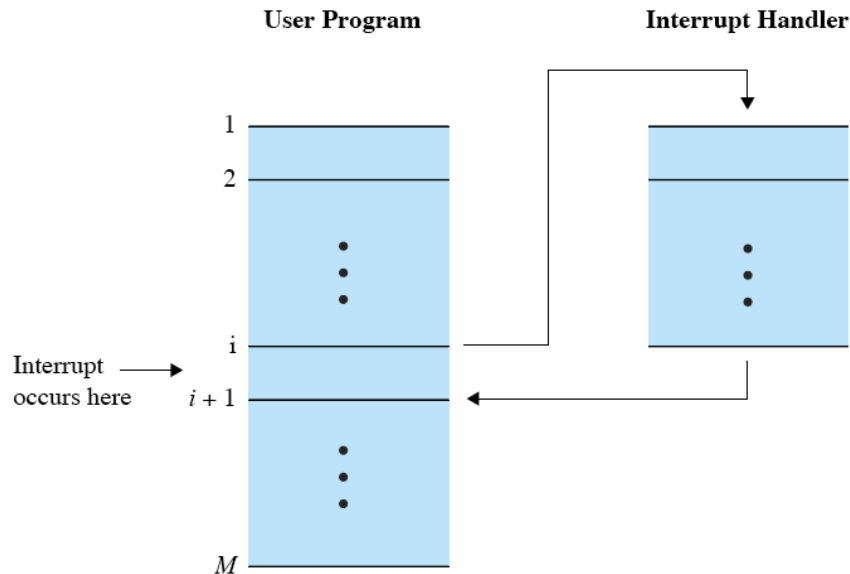 User Program
Interrupt Handler
1
2
i
Interrupt
occurs here
i + 1
M